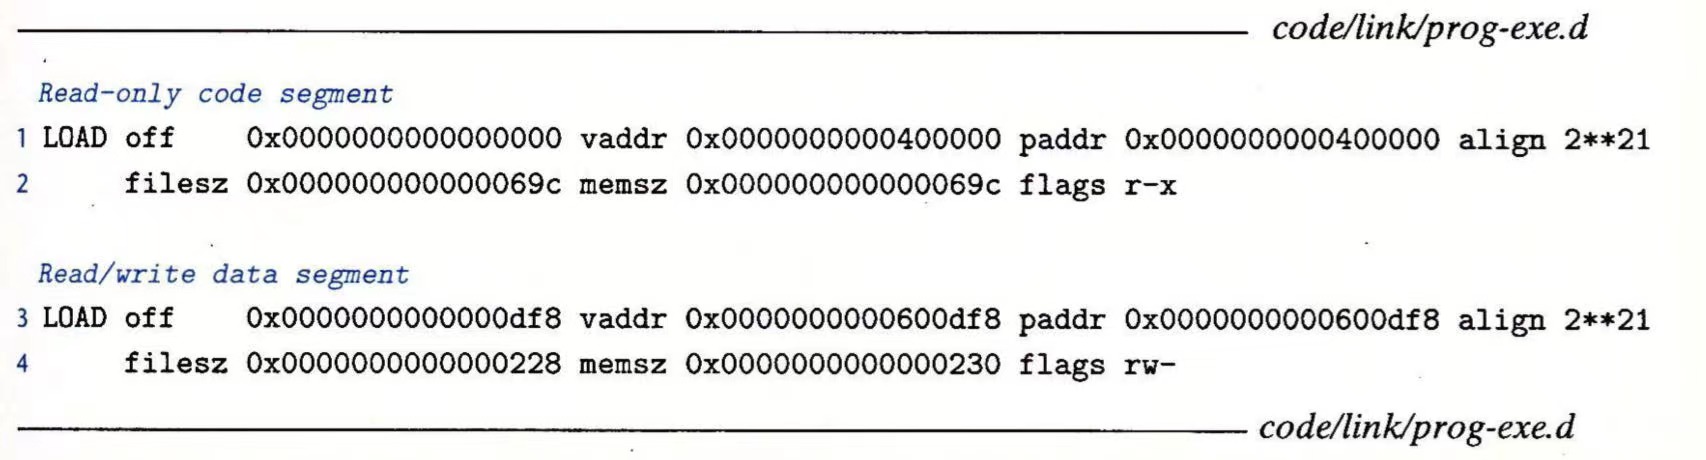 code/link/prog-exe.d
Read-only code segment
1 LOAD off    0x0000000000000000 vaddr 0x0000000000400000 paddr 0x0000000000400000 align 2**21
2      filesz 0x000000000000069c memsz 0x000000000000069c flags r-x
Read/write data segment
3 LOAD off    0x0000000000000df8 vaddr 0x0000000000600df8 paddr 0x0000000000600df8 align 2**21
4      filesz 0x0000000000000228 memsz 0x0000000000000230 flags rw-
code/link/prog-exe.d